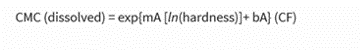 CMC (dissolved) = exp{mA [ln(hardness)]+ bA} (CF)